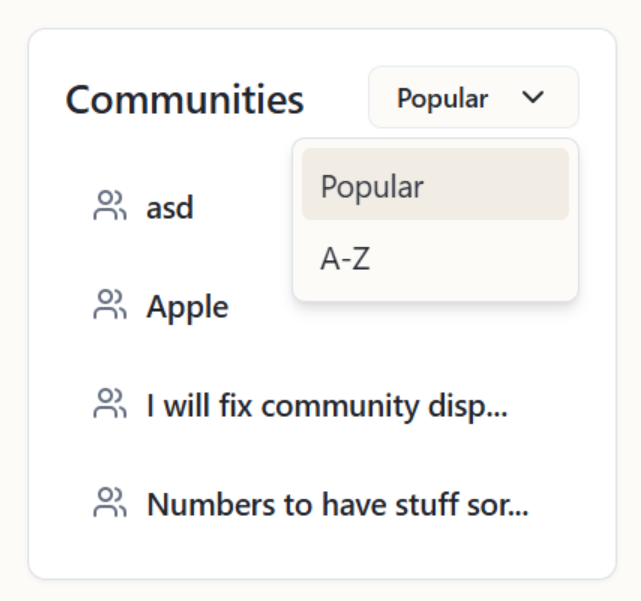 Communities
Popular
Popular
A-Z
asd
Apple
I will fix community disp...
Numbers to have stuff sor...